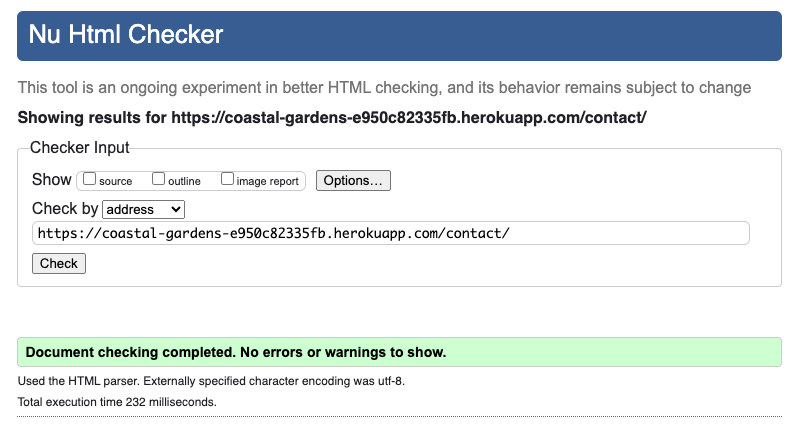 Nu Html Checker
This tool is an ongoing experiment in better HTML checking, and its behavior remains subject to change
Showing results for https://coastal-gardens-e950c82335fb.herokuapp.com/contact/
Checker Input
Show source outline image report Options…
Check by address
https://coastal-gardens-e950c82335fb.herokuapp.com/contact/
Check
Document checking completed. No errors or warnings to show.
Used the HTML parser. Externally specified character encoding was utf-8.
Total execution time 232 milliseconds.